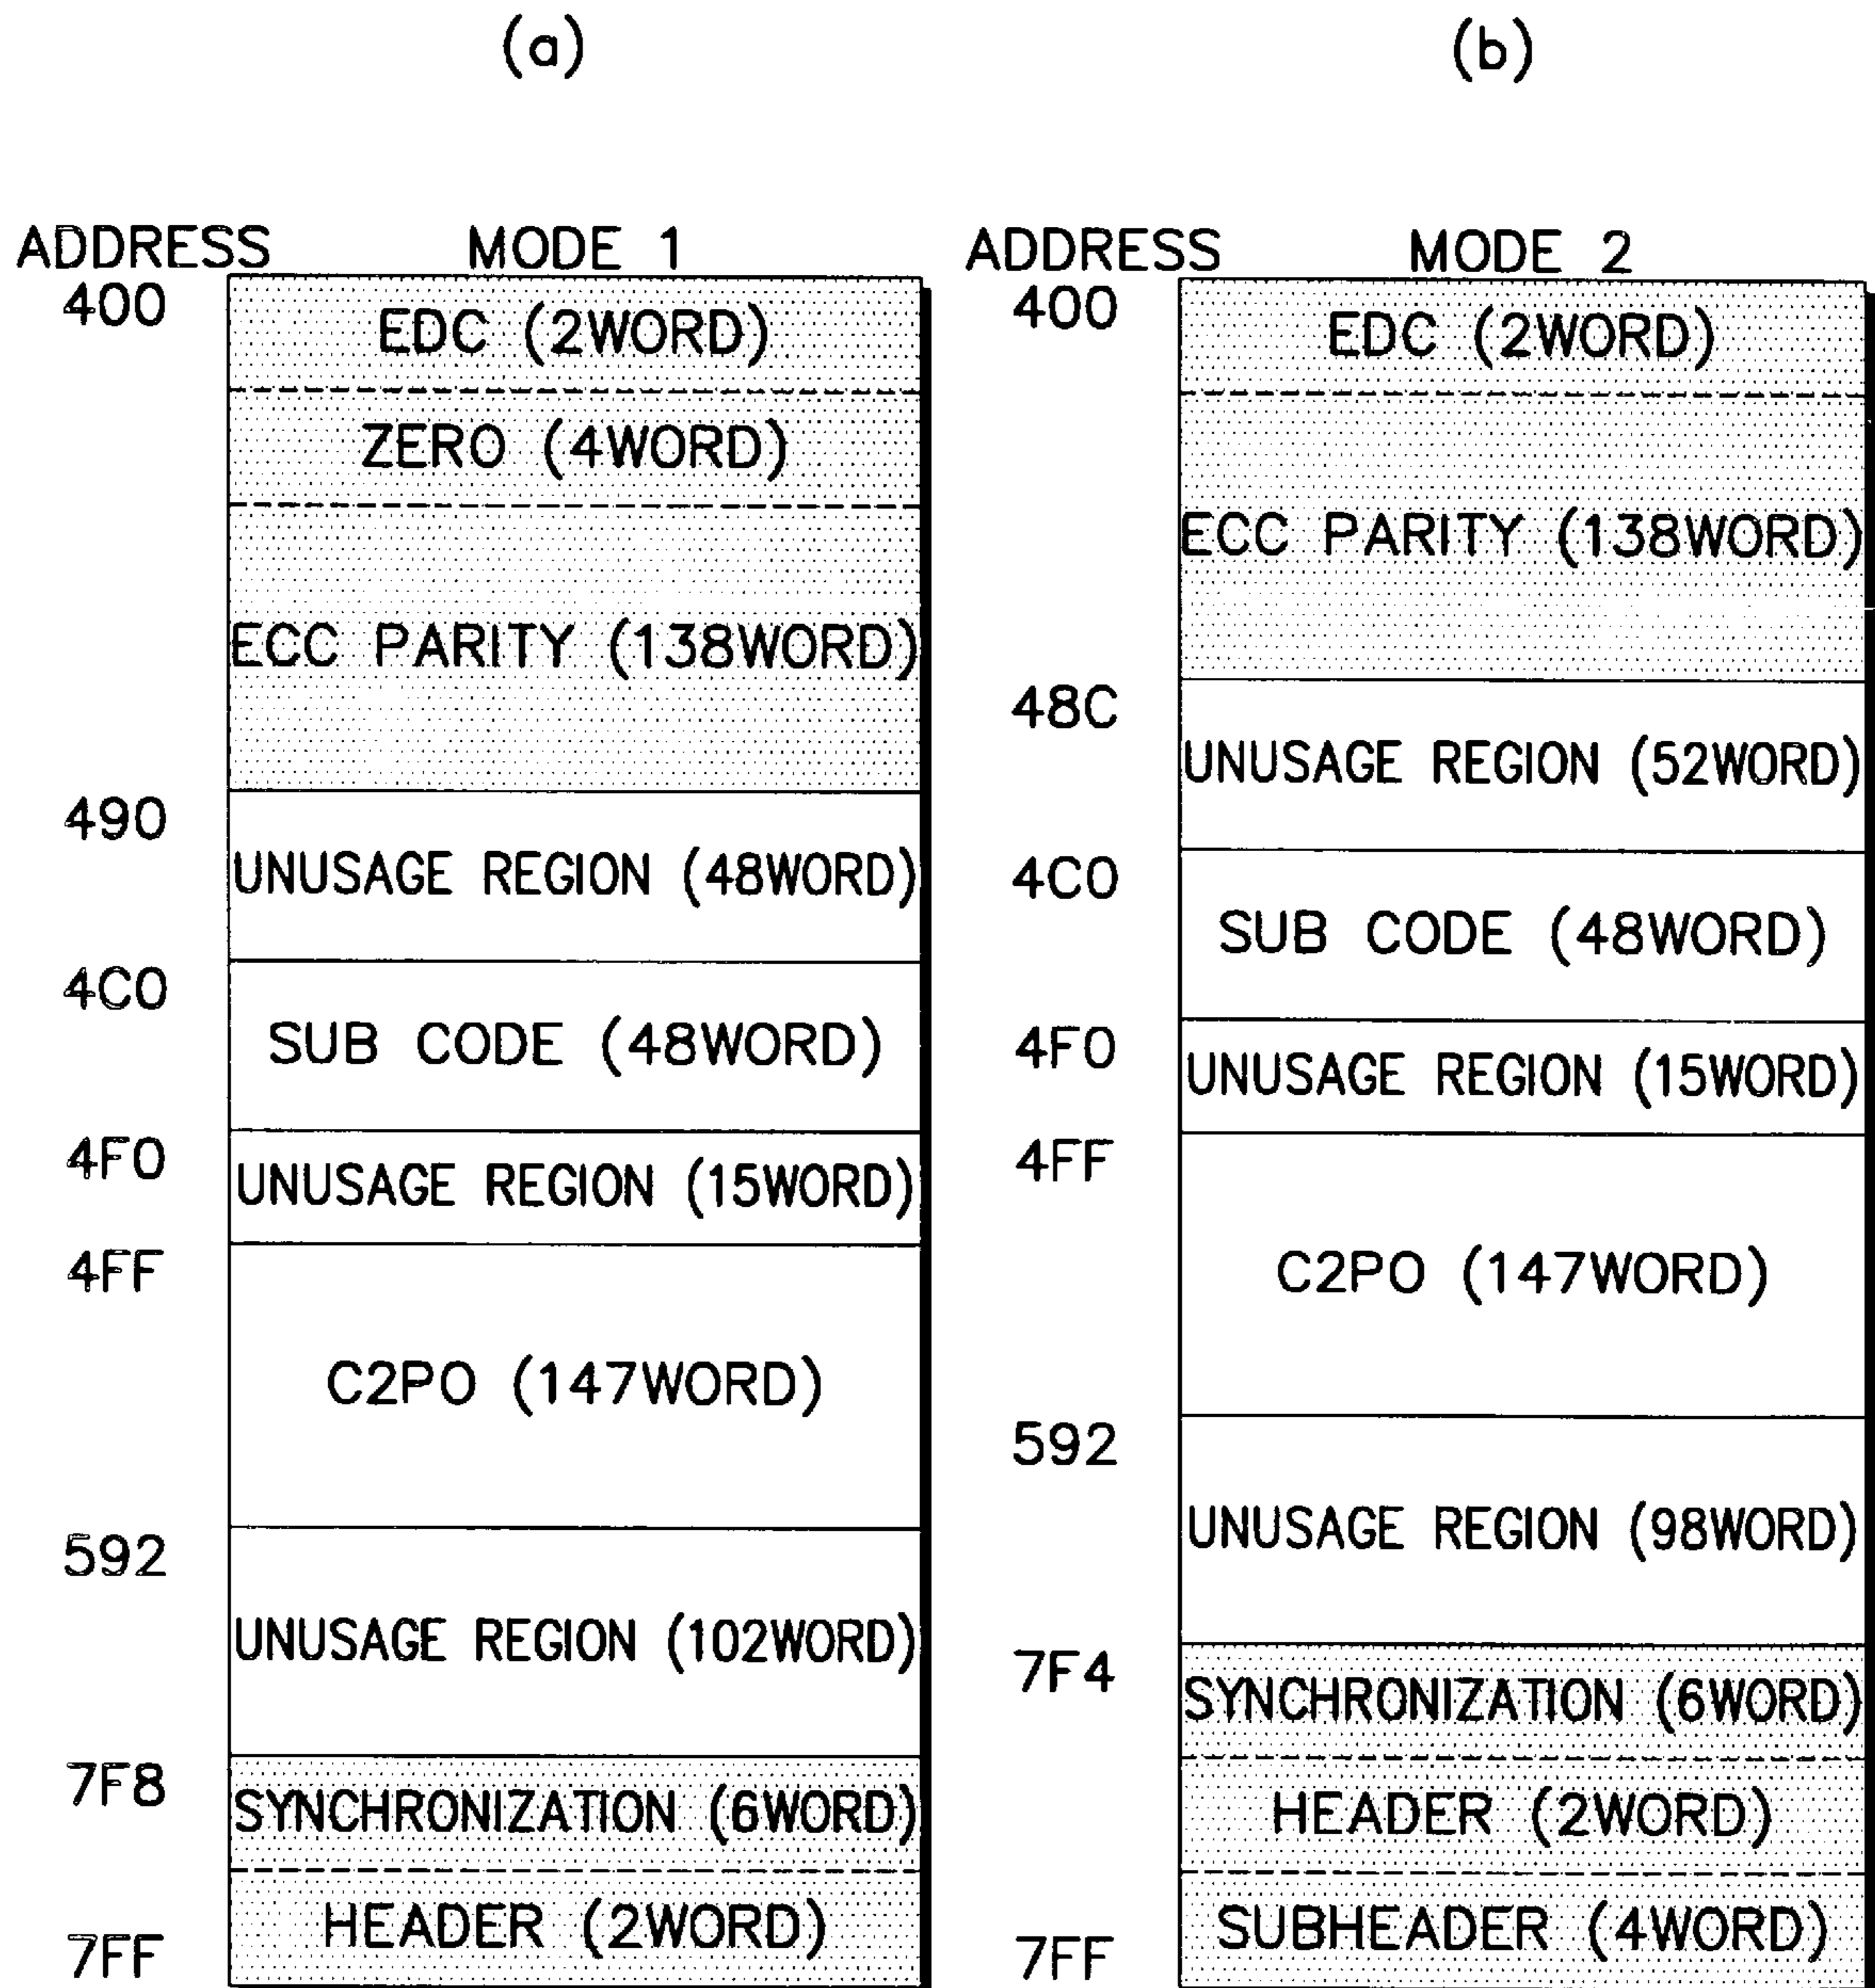 (a)
ADDRESS MODE 1
400
EDC (2WORD)
ZERO (4WORD)
ECC PARITY (138WORD)
490
UNUSAGE REGION (48WORD)
4C0
SUB CODE (48WORD)
4F0
UNUSAGE REGION (15WORD)
4FF
C2PO (147WORD)
592
UNUSAGE REGION (102WORD)
7F8
SYNCHRONIZATION (6WORD)
HEADER (2WORD)
7FF
(b)
ADDRESS MODE 2
400
EDC (2WORD)
ECC PARITY (138WORD)
48C
UNUSAGE REGION (52WORD)
4C0
SUB CODE (48WORD)
4F0
UNUSAGE REGION (15WORD)
4FF
C2PO (147WORD)
592
UNUSAGE REGION (98WORD)
7F4
SYNCHRONIZATION (6WORD)
HEADER (2WORD)
SUBHEADER (4WORD)
7FF